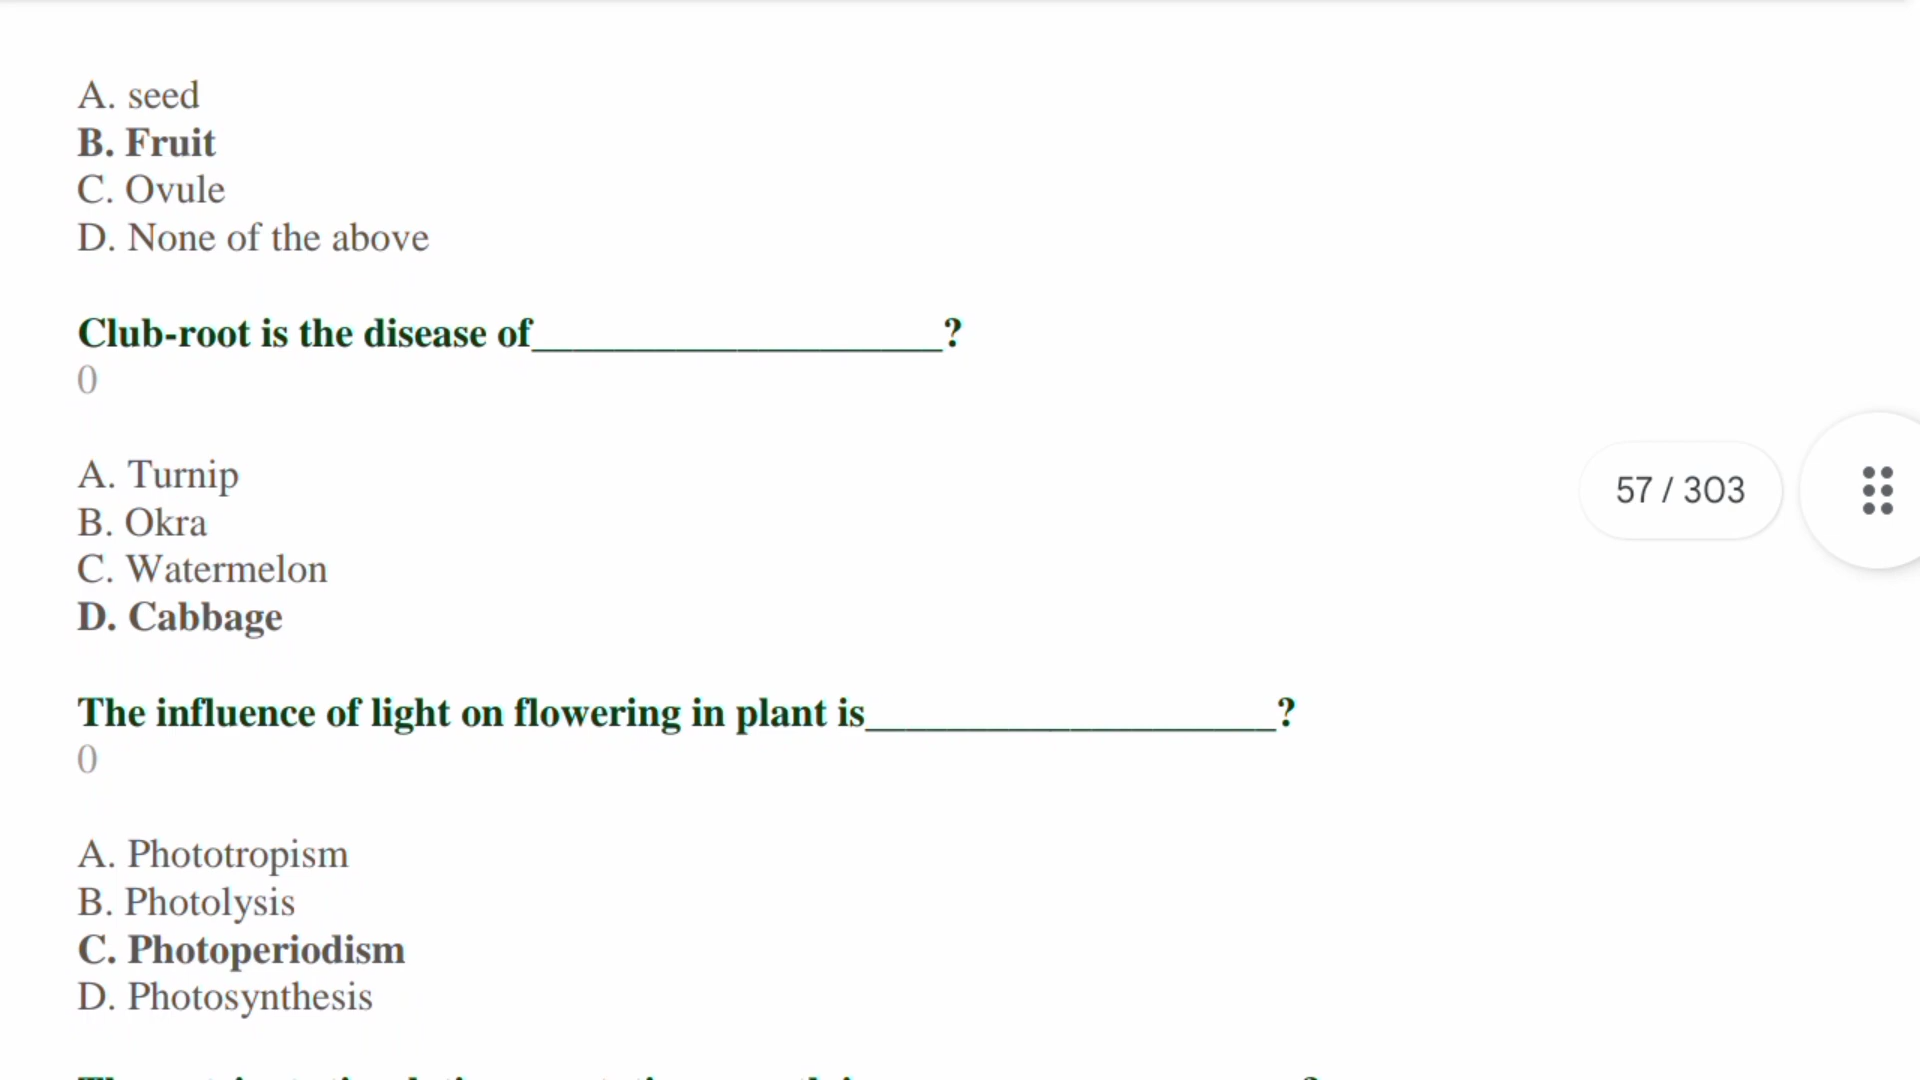 A. seed
B. Fruit
C. Ovule
D. None of the above
Club-root is the disease of____________________?
0
A. Turnip
B. Okra
C. Watermelon
D. Cabbage
57 / 303
The influence of light on flowering in plant is____________________?
0
A. Phototropism
B. Photolysis
C. Photoperiodism
D. Photosynthesis